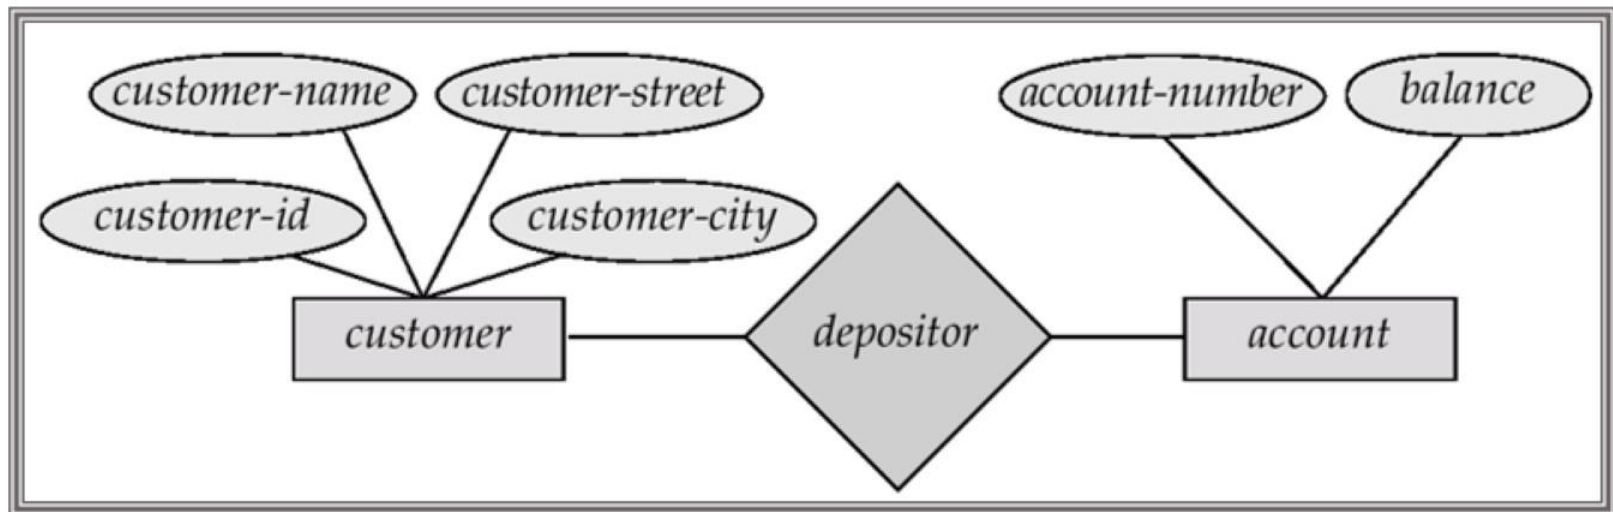 customer-name
customer-street
account-number
balance
customer-id
customer-city
customer
depositor
account